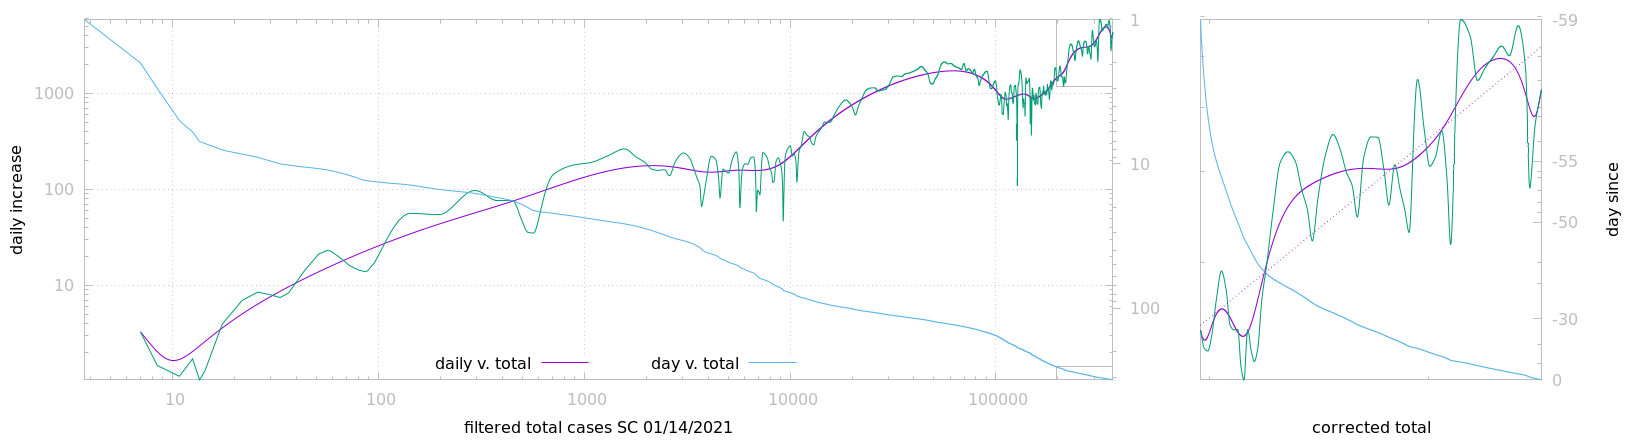 1
-59
1000
daily increase
10
-55
day since
100
-50
10
100
-30
daily v. total
day v. total
0
10
100
1000
10000
100000
filtered total cases SC 01/14/2021
corrected total